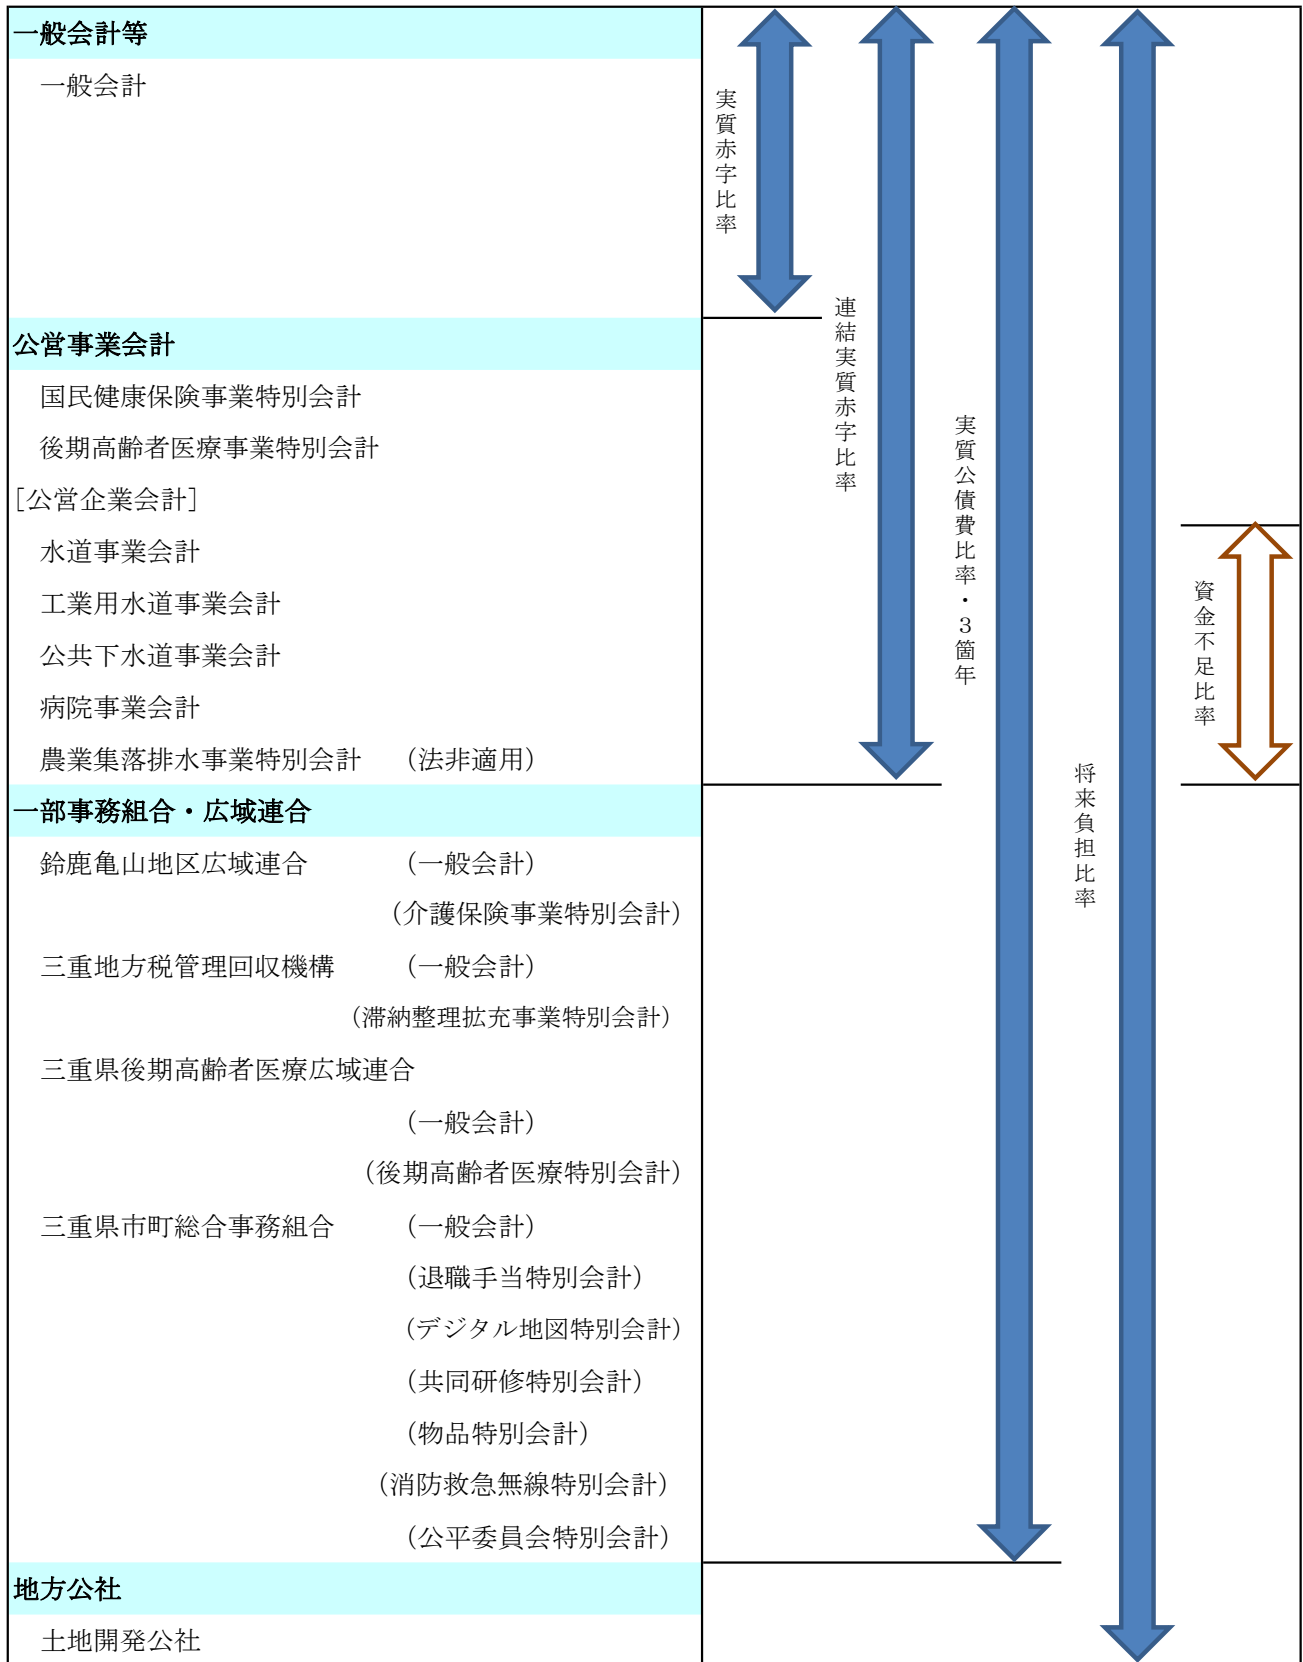 一般会計等
一般会計
公営事業会計
国民健康保険事業特別会計
後期高齢者医療事業特別会計
[公営企業会計]
水道事業会計
工業用水道事業会計
公共下水道事業会計
病院事業会計
農業集落排水事業特別会計 (法非適用)
一部事務組合・広域連合
鈴鹿亀山地区広域連合 (一般会計)
(介護保険事業特別会計)
三重地方税管理回収機構 (一般会計)
(滞納整理拡充事業特別会計)
三重県後期高齢者医療広域連合
(一般会計)
(後期高齢者医療特別会計)
三重県市町総合事務組合 (一般会計)
(退職手当特別会計)
(デジタル地図特別会計)
(共同研修特別会計)
(物品特別会計)
(消防救急無線特別会計)
(公平委員会特別会計)
地方公社
土地開発公社
実質赤字比率
連結実質赤字比率
実質公債費比率・3箇年
将来負担比率
資金不足比率